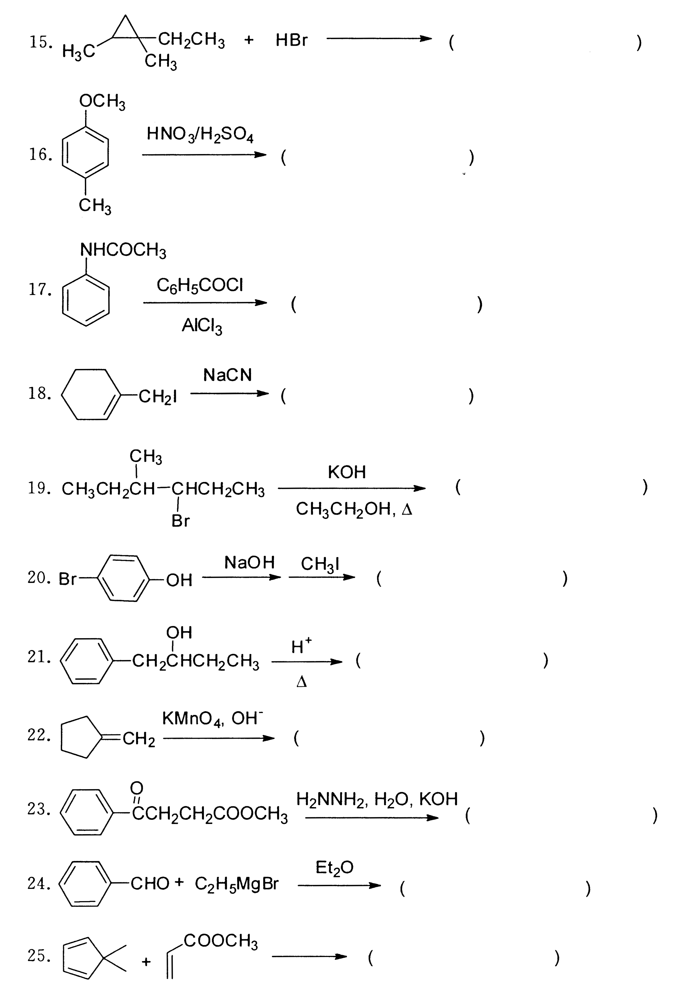 15. H₃C CH₂CH₃ + HBr ( )
CH₃
OCH₃
HNO₃/H₂SO₄
16. ( )
CH₃
NHCOCH₃
17. C₆H₅COCl ( )
AlCl₃
NaCN
18. CH₂I ( )
CH₃
KOH
19. CH₃CH₂CH—CHCH₂CH₃ ( )
CH₃CH₂OH, Δ
Br
NaOH CH₃I
20. Br OH ( )
OH
H⁺
21. CH₂CHCH₂CH₃ ( )
Δ
KMnO₄, OH⁻
22. =CH₂ ( )
O
H₂NNH₂, H₂O, KOH
23. CCH₂CH₂COOCH₃ ( )
Et₂O
24. CHO + C₂H₅MgBr ( )
COOCH₃
25. + ( )